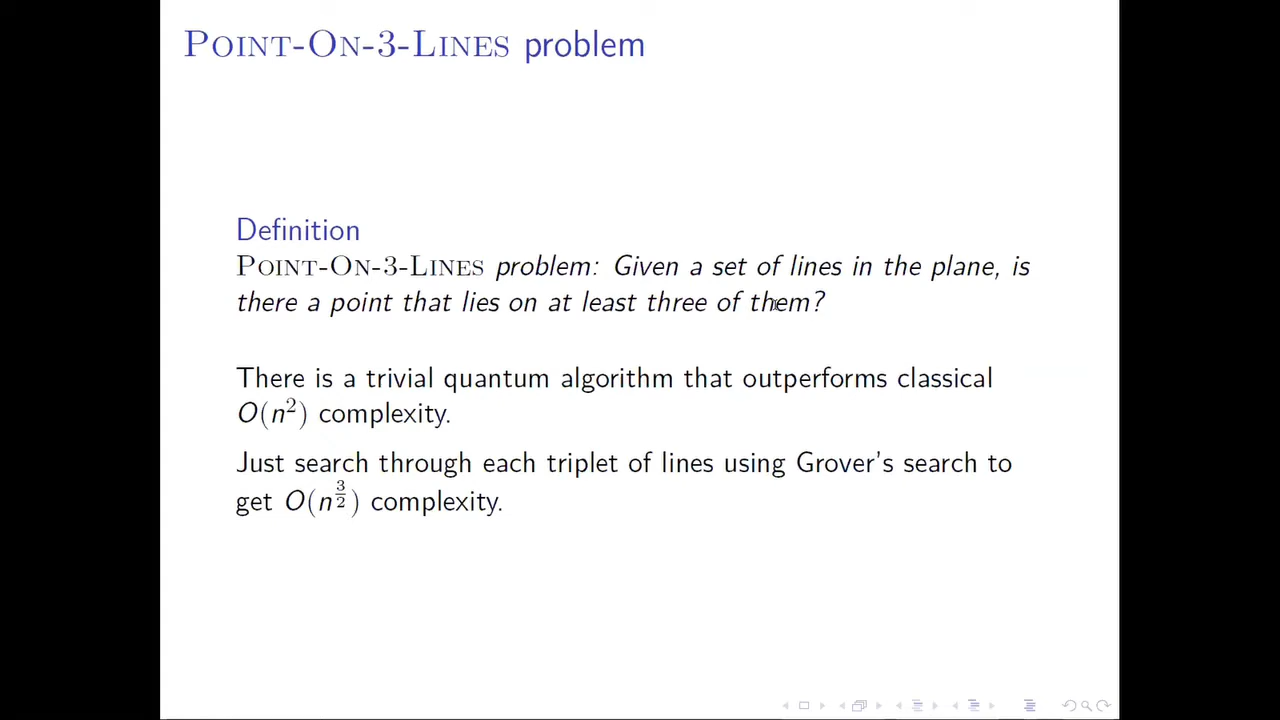 POINT-ON-3-LINES problem
Definition
POINT-ON-3-LINES problem: Given a set of lines in the plane, is
there a point that lies on at least three of them?
There is a trivial quantum algorithm that outperforms classical
O(n²) complexity.
Just search through each triplet of lines using Grover's search to
get O(n^{3/2}) complexity.